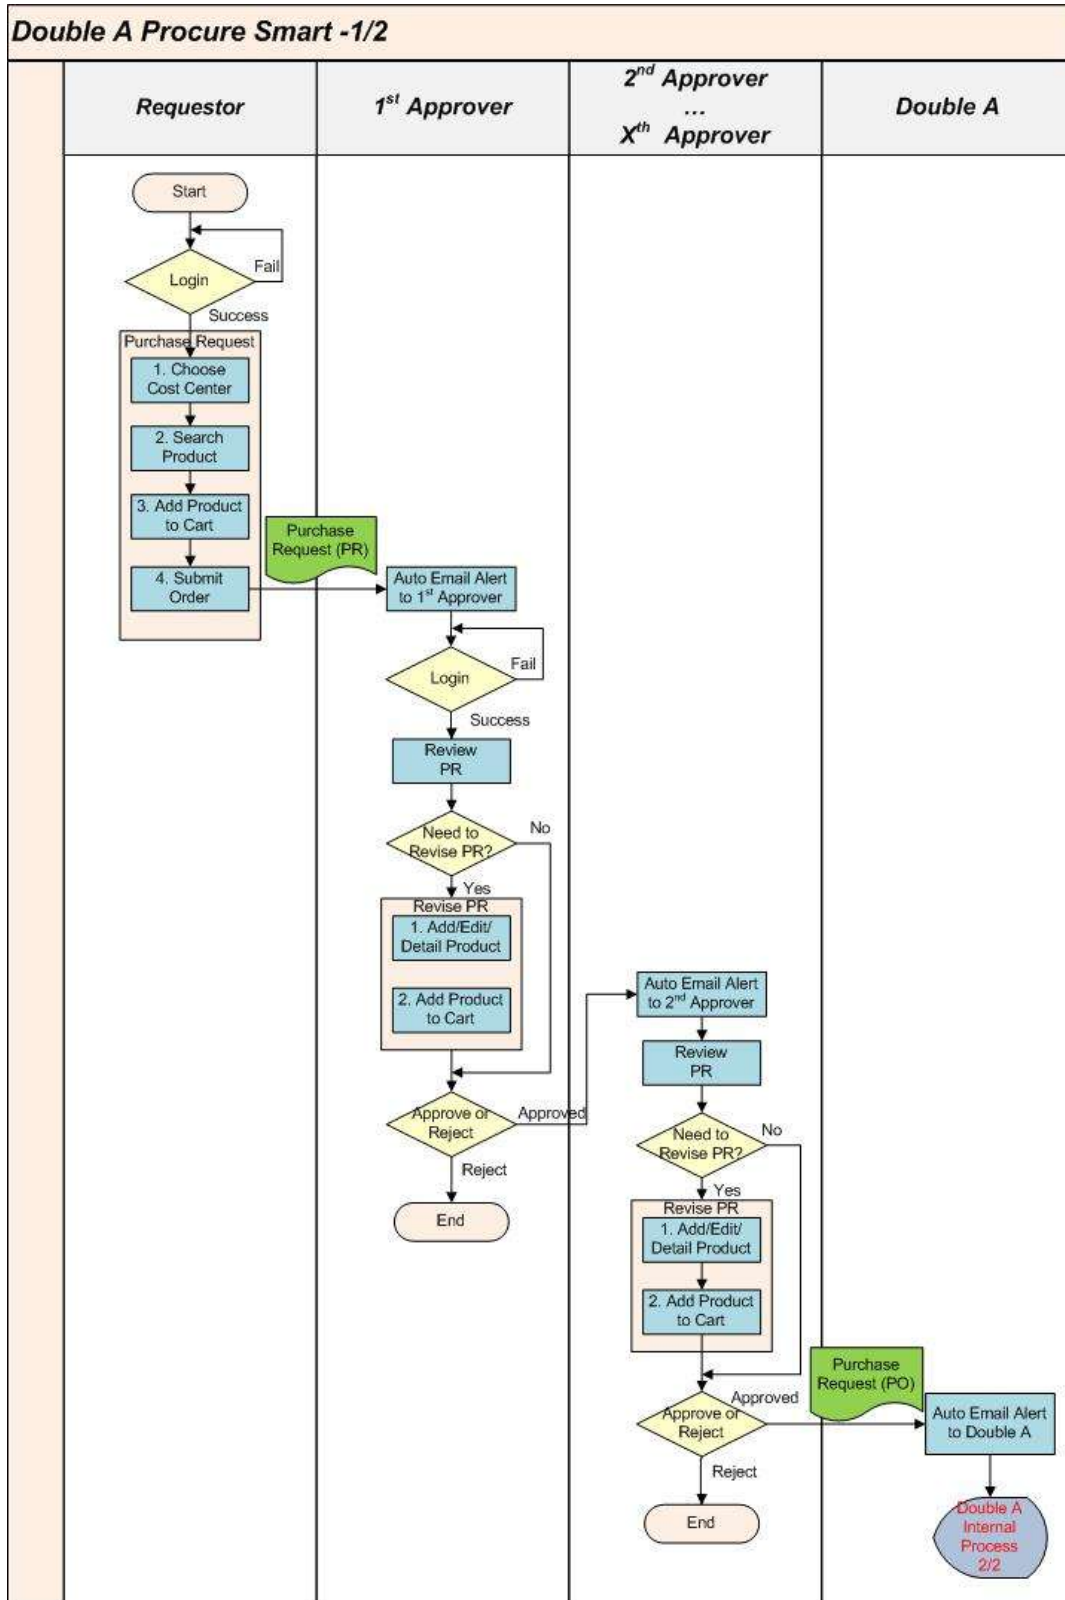 Double A Procure Smart -1/2
Requestor
1st Approver
2nd Approver
...
Xth Approver
Double A
Start
Login
Fail
Success
Purchase Request
1. Choose
Cost Center
2. Search
Product
3. Add Product
to Cart
4. Submit
Order
Purchase
Request (PR)
Auto Email Alert
to 1st Approver
Login
Fail
Success
Review
PR
Need to
Revise PR?
No
Yes
Revise PR
1. Add/Edit/
Detail Product
2. Add Product
to Cart
Approve or
Reject
Approved
Reject
End
Auto Email Alert
to 2nd Approver
Review
PR
Need to
Revise PR?
No
Yes
Revise PR
1. Add/Edit/
Detail Product
2. Add Product
to Cart
Approve or
Reject
Approved
Reject
End
Purchase
Request (PO)
Auto Email Alert
to Double A
Double A
Internal
Process
2/2